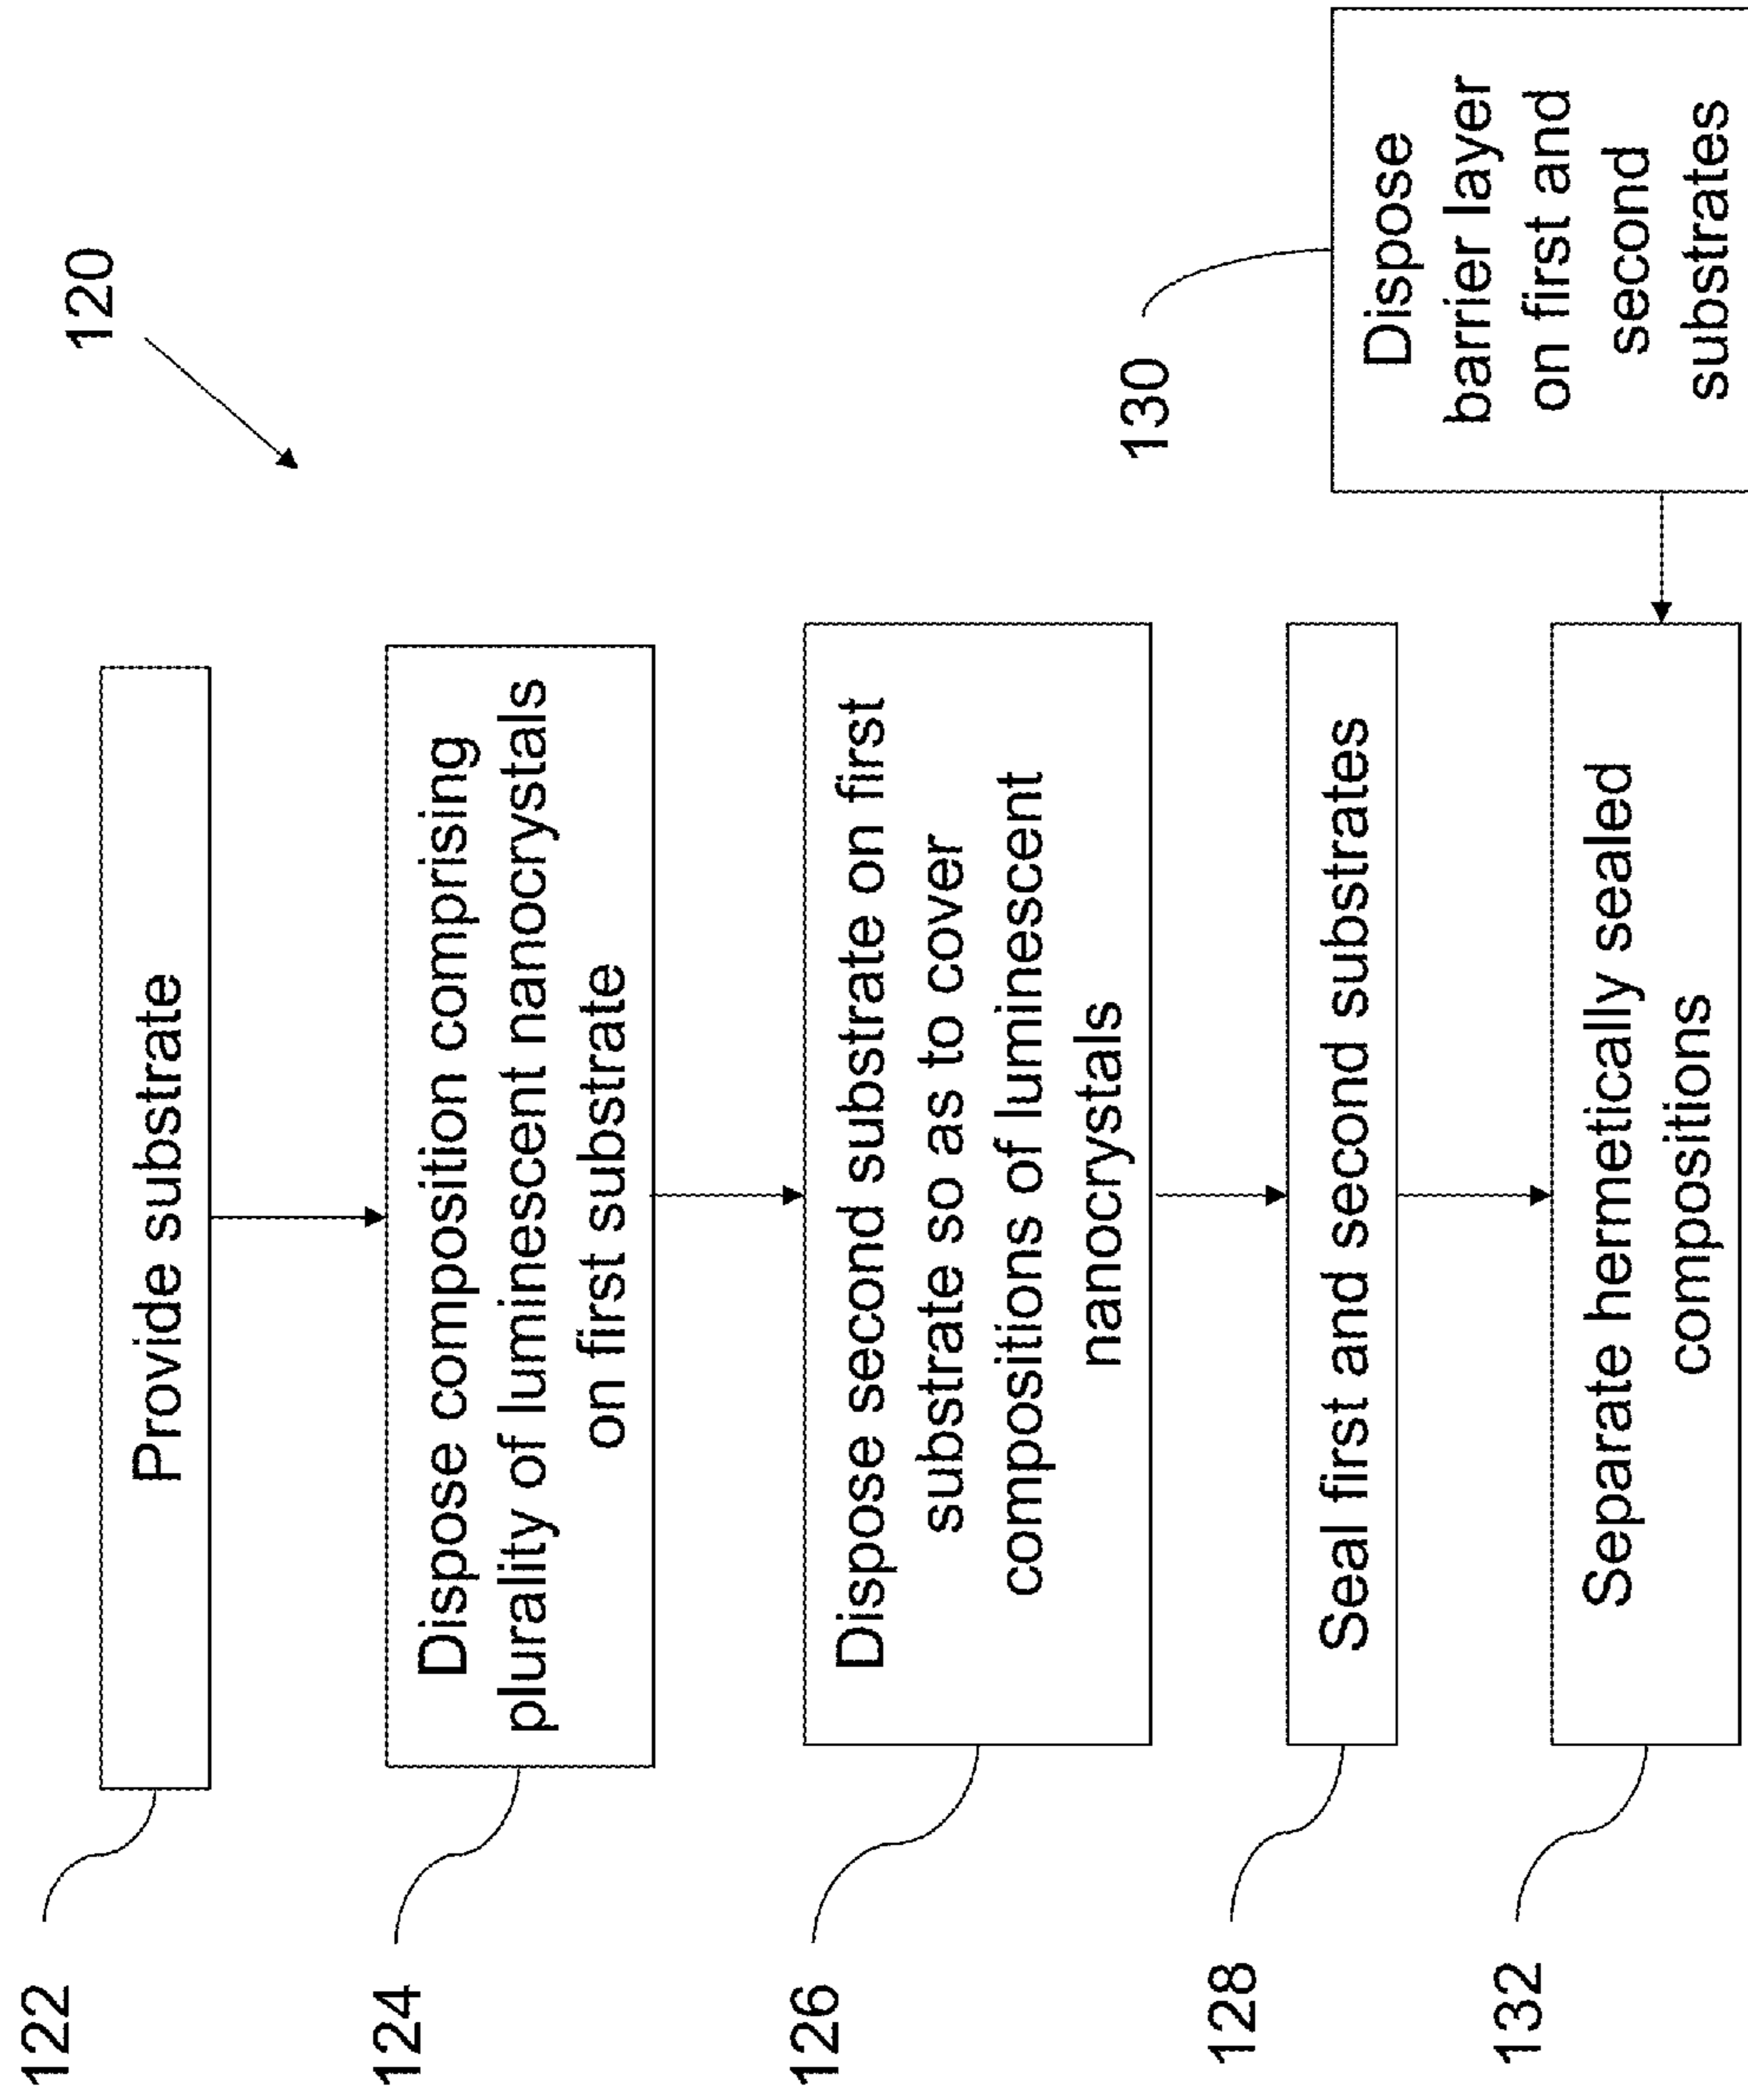 120
122
Provide substrate
124
Dispose composition comprising
plurality of luminescent nanocrystals
on first substrate
126
Dispose second substrate on first
substrate so as to cover
compositions of luminescent
nanocrystals
128
Seal first and second substrates
130
Dispose
barrier layer
on first and
second
substrates
132
Separate hermetically sealed
compositions